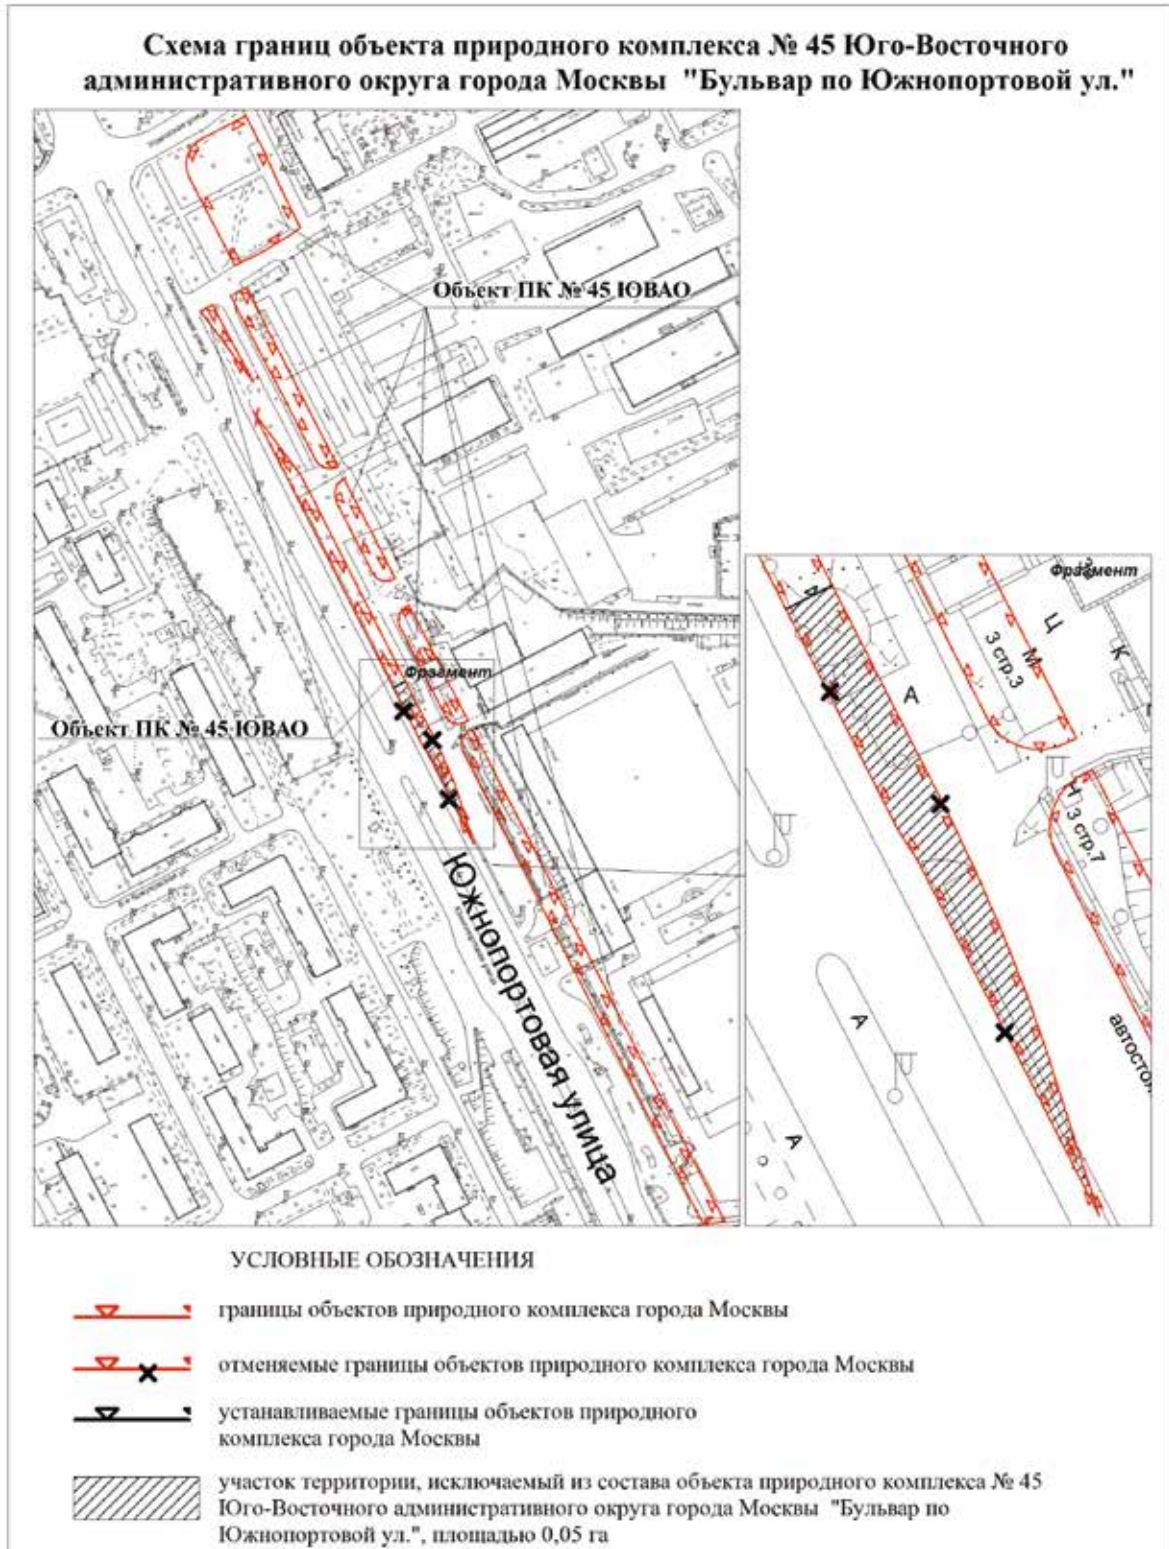 Схема границ объекта природного комплекса № 45 Юго-Восточного
административного округа города Москвы "Бульвар по Южнопортовой ул."
Объект ПК № 45 ЮВАО
Фрагмент
Объект ПК № 45 ЮВАО
Южнопортовая улица
Фрагмент
Ц
М
К
3 стр.3
А
Н
3 стр.7
А
А
УСЛОВНЫЕ ОБОЗНАЧЕНИЯ
границы объектов природного комплекса города Москвы
отменяемые границы объектов природного комплекса города Москвы
устанавливаемые границы объектов природного
комплекса города Москвы
участок территории, исключаемый из состава объекта природного комплекса № 45
Юго-Восточного административного округа города Москвы "Бульвар по
Южнопортовой ул.", площадью 0,05 га